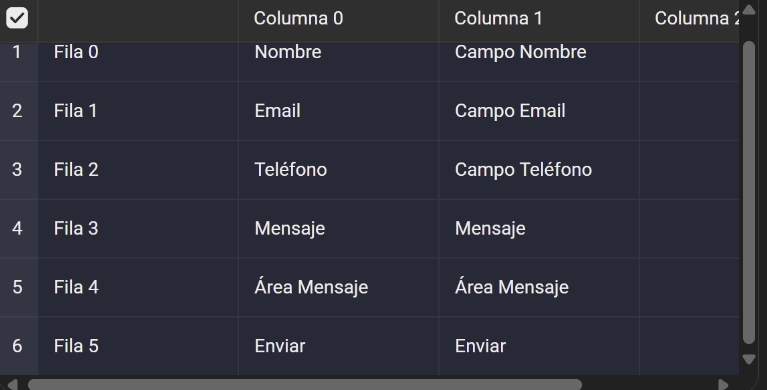 Columna 0 Columna 1 Columna 2
1 Fila 0 Nombre Campo Nombre
2 Fila 1 Email Campo Email
3 Fila 2 Teléfono Campo Teléfono
4 Fila 3 Mensaje Mensaje
5 Fila 4 Área Mensaje Área Mensaje
6 Fila 5 Enviar Enviar